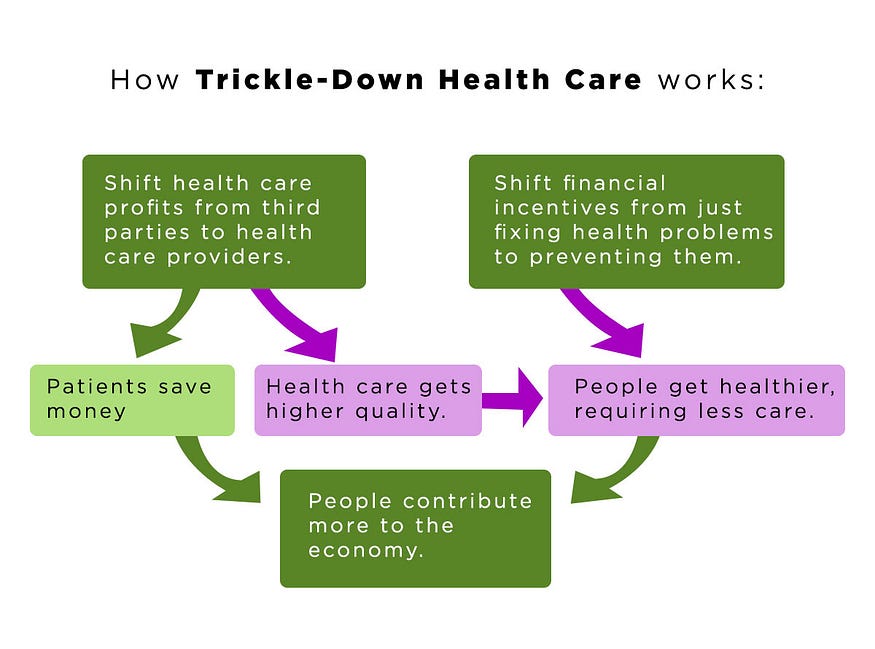 How Trickle-Down Health Care works:
Shift health care
profits from third
parties to health
care providers.
Shift financial
incentives from just
fixing health problems
to preventing them.
Patients save
money
Health care gets
higher quality.
People get healthier,
requiring less care.
People contribute
more to the
economy.